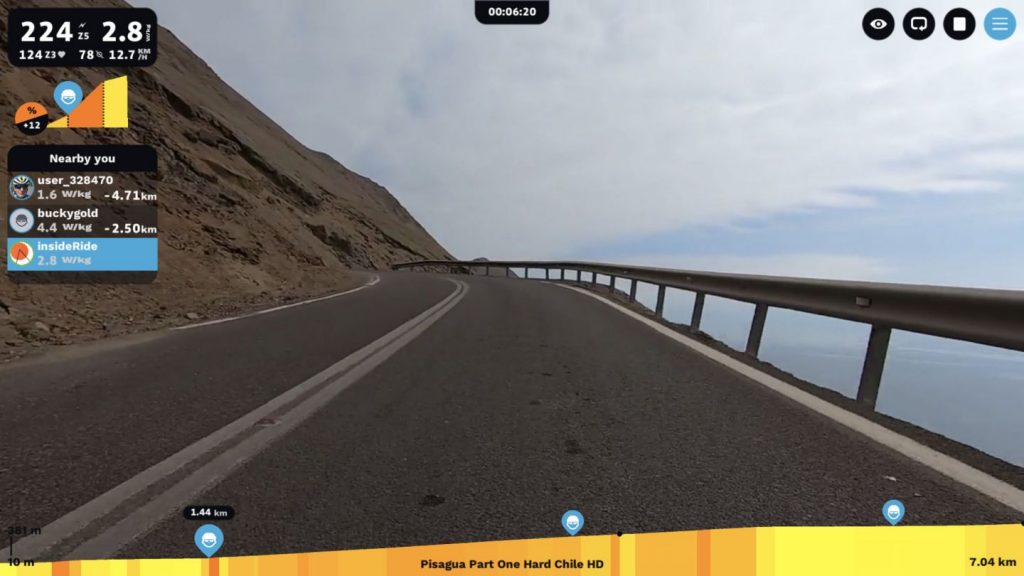 224 Z5 2.8 W/kg
124 Z3 78 12.7 KM/H
00:06:20
%
+12
Nearby you
user_328470
1.6 W/kg -4.71km
buckygold
4.4 W/kg -2.50km
insideRide
2.8 W/kg
1.44 km
381 m
10 m
Pisagua Part One Hard Chile HD
7.04 km